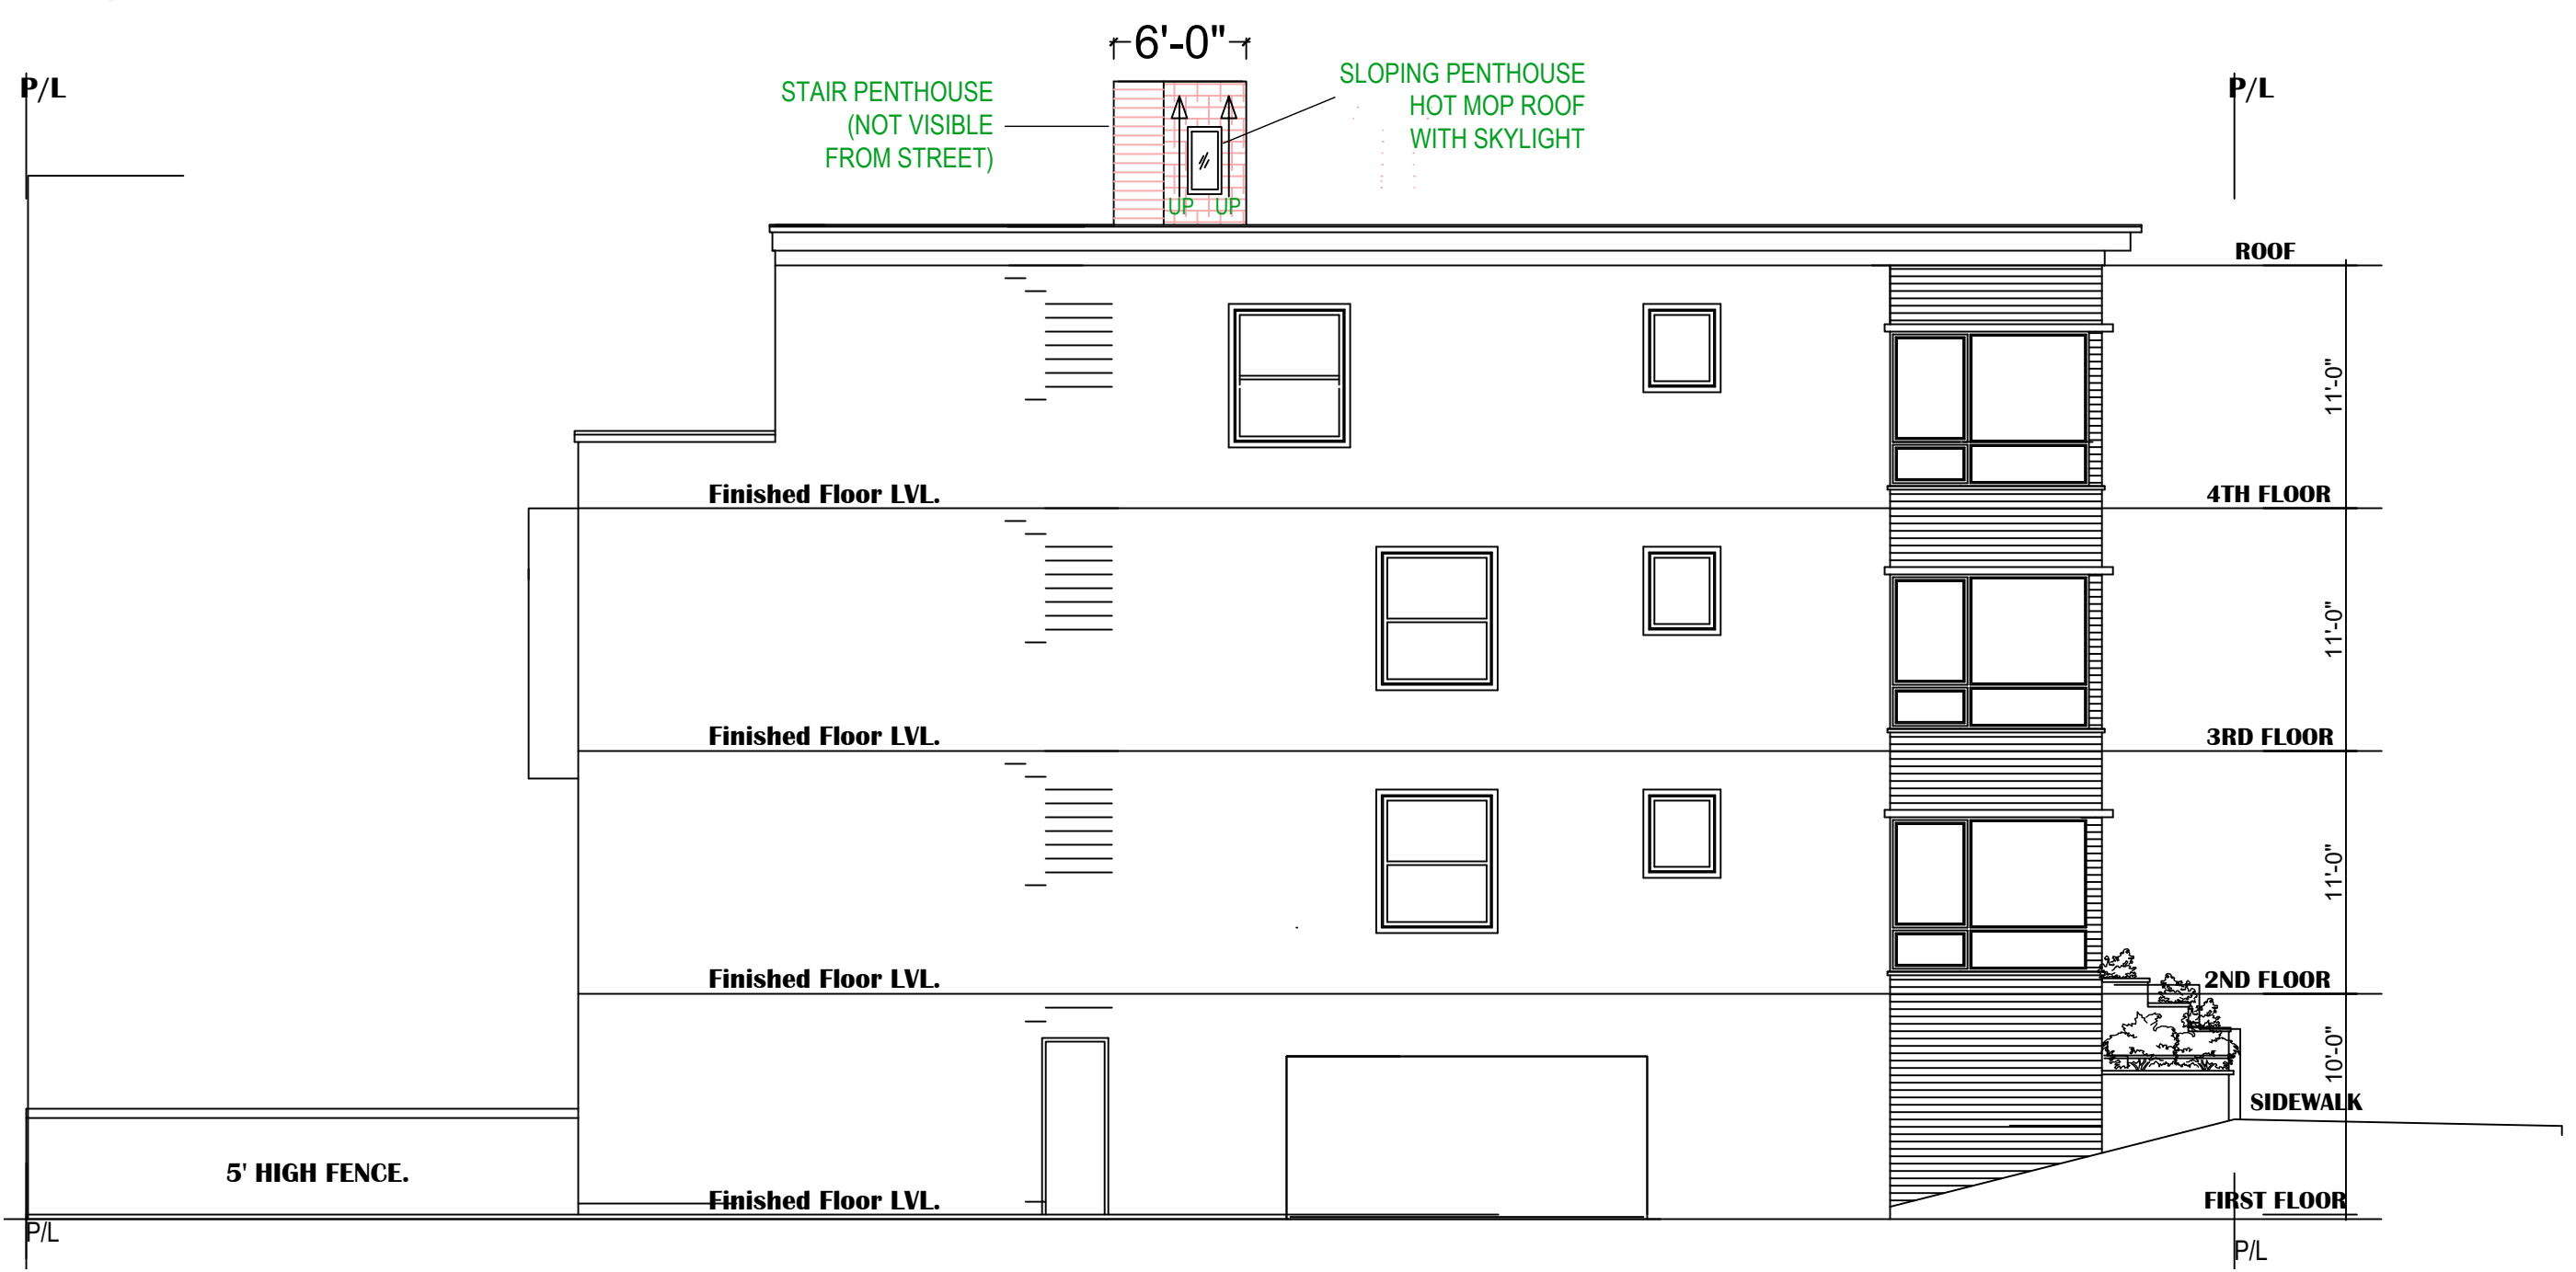 6'-0"
P/L
STAIR PENTHOUSE
(NOT VISIBLE
FROM STREET)
SLOPING PENTHOUSE
HOT MOP ROOF
WITH SKYLIGHT
P/L
UP UP
ROOF
11'-0"
Finished Floor LVL.
4TH FLOOR
11'-0"
Finished Floor LVL.
3RD FLOOR
11'-0"
Finished Floor LVL.
2ND FLOOR
10'-0"
SIDEWALK
5' HIGH FENCE.
Finished Floor LVL.
FIRST FLOOR
P/L
P/L